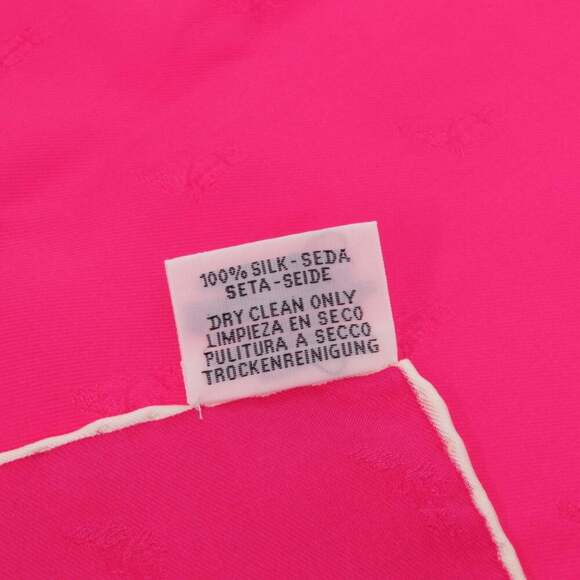 100% SILK - SEDA
SETA - SEIDE
DRY CLEAN ONLY
LIMPIEZA EN SECO
PULITURA A SECCO
TROCKENREINIGUNG